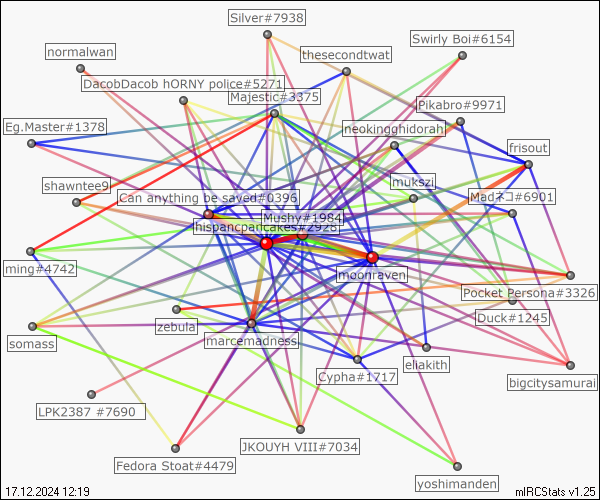 Silver#7938
Swirly Boi#6154
normalwan
thesecondtwat
DacobDacob hORNY police#5271
Majestic#3375
Pikabro#9971
Eg.Master#1378
neokingghidorah
frisout
shawntee9
mukszi
Can anything be sayed#0396
Madネコ#6901
Mushy#1984
hispancpancakes#2928
ming#4742
moonraven
Pocket Persona#3326
Duck#1245
zebula
somass
marcemadness
eliakith
Cypha#1717
bigcitysamurai
LPK2387 #7690
JKOUYH VIII#7034
Fedora Stoat#4479
yoshimanden
17.12.2024 12:19
mIRCStats v1.25